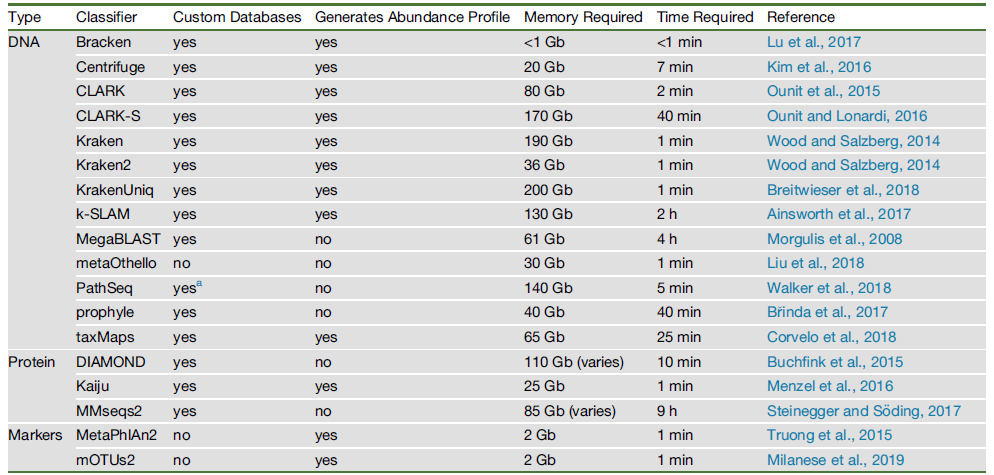 Type Classifier Custom Databases Generates Abundance Profile Memory Required Time Required Reference
DNA Bracken yes yes <1 Gb <1 min Lu et al., 2017
Centrifuge yes yes 20 Gb 7 min Kim et al., 2016
CLARK yes yes 80 Gb 2 min Ounit et al., 2015
CLARK-S yes yes 170 Gb 40 min Ounit and Lonardi, 2016
Kraken yes yes 190 Gb 1 min Wood and Salzberg, 2014
Kraken2 yes yes 36 Gb 1 min Wood and Salzberg, 2014
KrakenUniq yes yes 200 Gb 1 min Breitwieser et al., 2018
k-SLAM yes yes 130 Gb 2 h Ainsworth et al., 2017
MegaBLAST yes no 61 Gb 4 h Morgulis et al., 2008
metaOthello no no 30 Gb 1 min Liu et al., 2018
PathSeq yesa no 140 Gb 5 min Walker et al., 2018
prophyle yes no 40 Gb 40 min Břinda et al., 2017
taxMaps yes yes 65 Gb 25 min Corvelo et al., 2018
Protein DIAMOND yes no 110 Gb (varies) 10 min Buchfink et al., 2015
Kaiju yes yes 25 Gb 1 min Menzel et al., 2016
MMseqs2 yes no 85 Gb (varies) 9 h Steinegger and Söding, 2017
Markers MetaPhlAn2 no yes 2 Gb 1 min Truong et al., 2015
mOTUs2 no yes 2 Gb 1 min Milanese et al., 2019